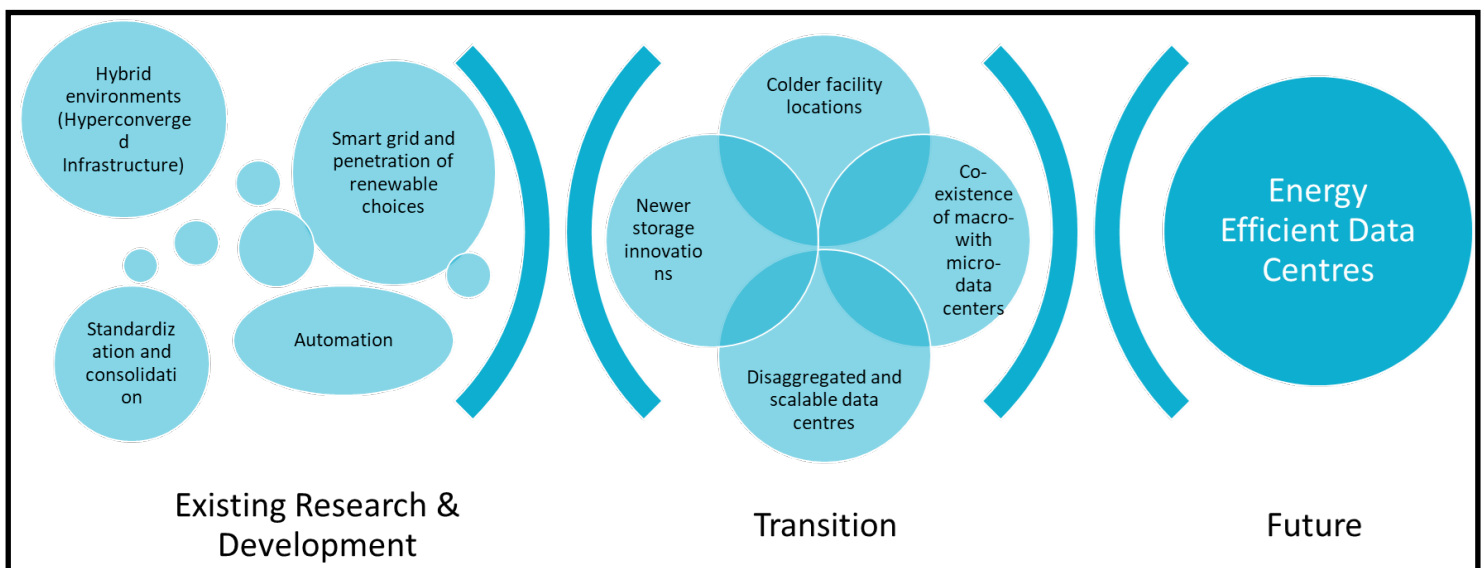 Hybrid
environments
(Hyperconverge
d
Infrastructure)
Smart grid and
penetration of
renewable
choices
Standardiz
ation and
consolidati
on
Automation
Existing Research &
Development
Colder facility
locations
Newer
storage
innovatio
ns
Co-
existence
of macro-
with
micro-
data
centers
Disaggregated and
scalable data
centres
Transition
Energy
Efficient Data
Centres
Future